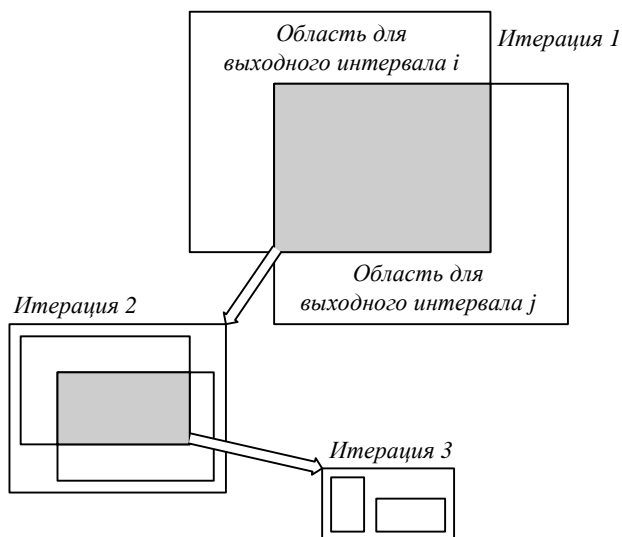 Область для
выходного интервала i
Итерация 1
Область для
выходного интервала j
Итерация 2
Итерация 3